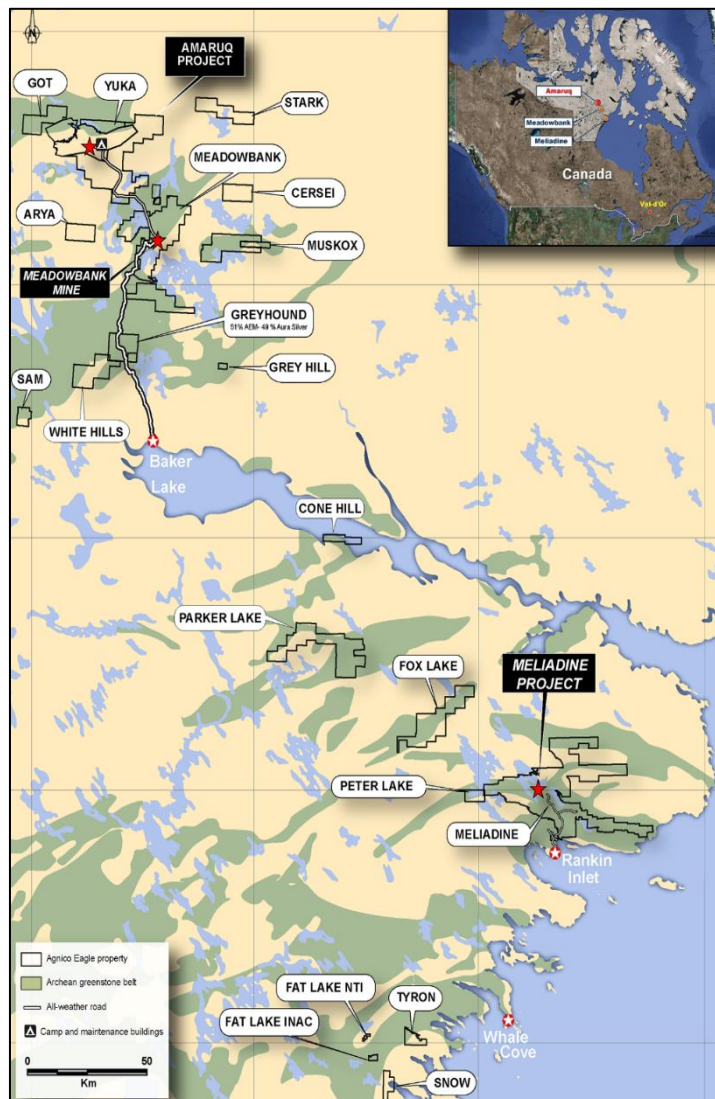 N
AMARUQ
PROJECT
GOT
YUKA
STARK
MEADOWBANK
CERSEI
ARYA
MUSKOX
MEADOWBANK
MINE
GREYHOUND
51% AEM- 49 % Aura Silver
GREY HILL
SAM
WHITE HILLS
Baker
Lake
CONE HILL
PARKER LAKE
FOX LAKE
MELIADINE
PROJECT
PETER LAKE
MELIADINE
Rankin
Inlet
FAT LAKE NTI
TYRON
FAT LAKE INAC
Whale
Cove
SNOW
Amaruq
Meadowbank
Meliadine
Canada
Val-d'Or
Agnico Eagle property
Archean greenstone belt
All-weather road
Camp and maintenance buildings
0
50
Km